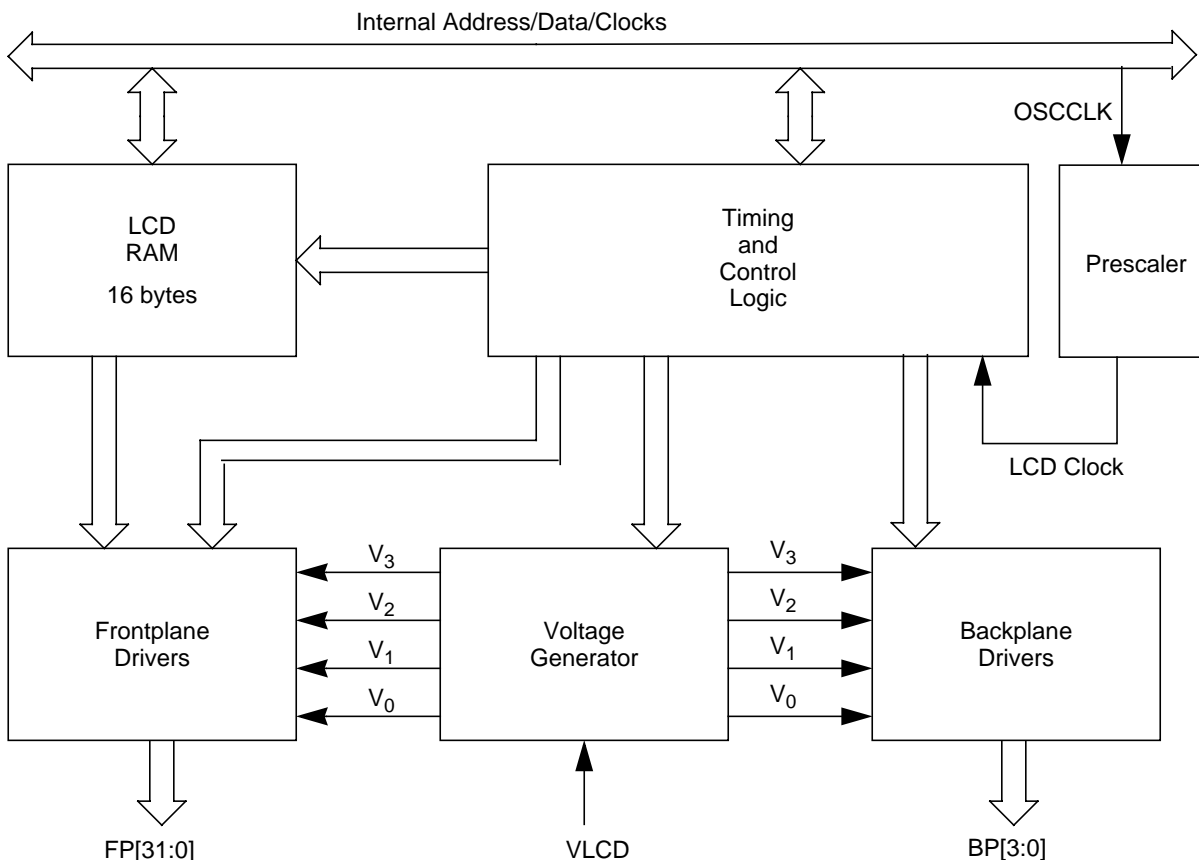 Internal Address/Data/Clocks
OSCCLK
LCD
RAM
16 bytes
Timing
and
Control
Logic
Prescaler
LCD Clock
Frontplane
Drivers
V3
V2
V1
V0
Voltage
Generator
V3
V2
V1
V0
Backplane
Drivers
FP[31:0]
VLCD
BP[3:0]